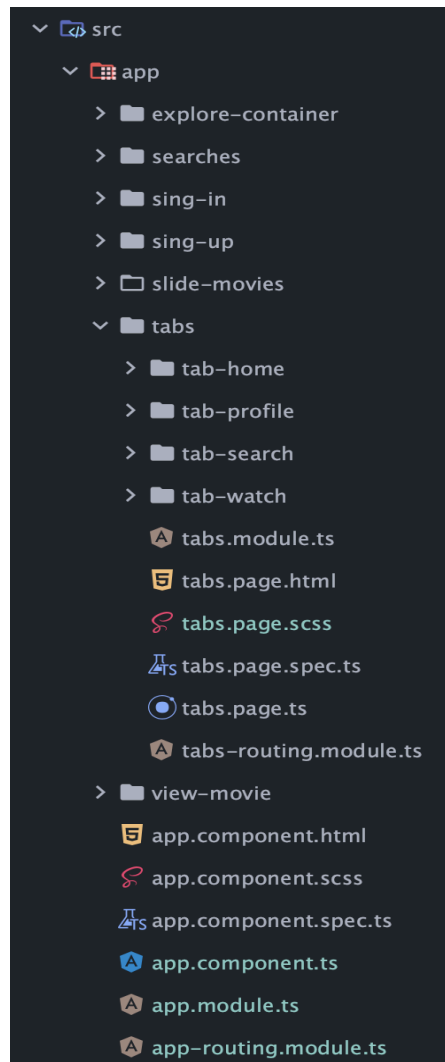 src
app
explore-container
searches
sing-in
sing-up
slide-movies
tabs
tab-home
tab-profile
tab-search
tab-watch
tabs.module.ts
tabs.page.html
tabs.page.scss
TS tabs.page.spec.ts
tabs.page.ts
tabs-routing.module.ts
view-movie
app.component.html
app.component.scss
TS app.component.spec.ts
app.component.ts
app.module.ts
app-routing.module.ts